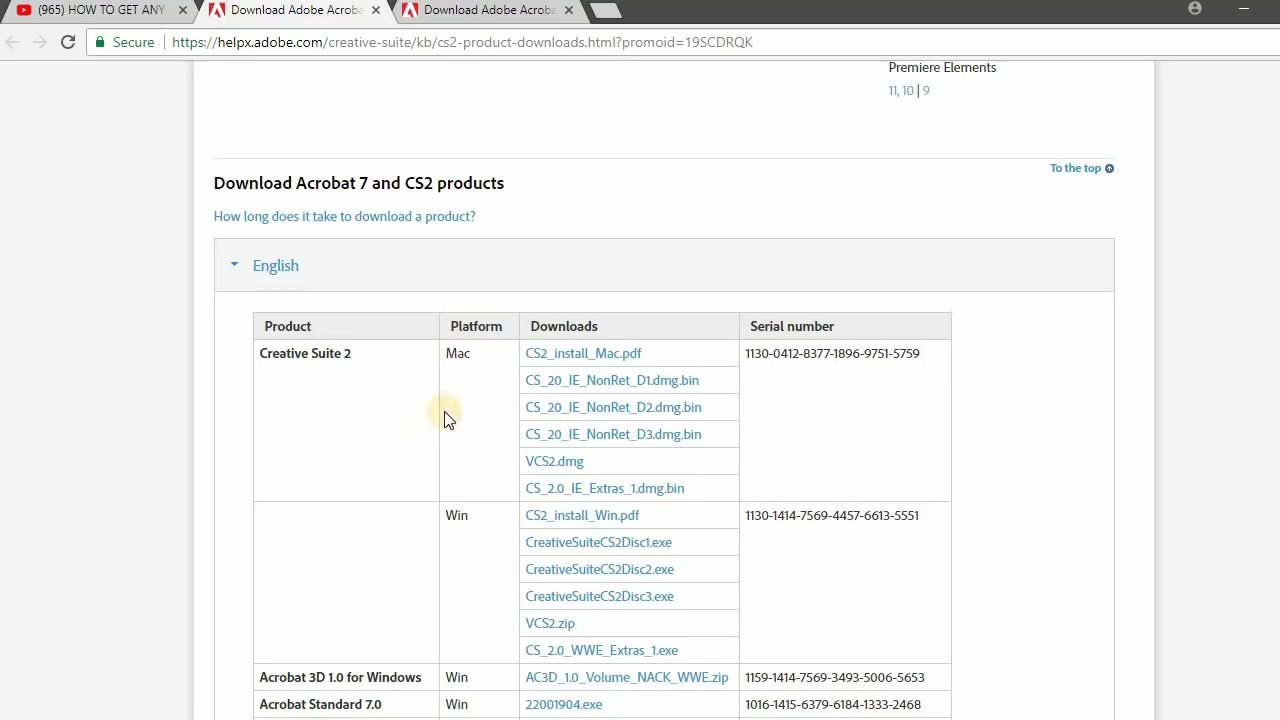 (965) HOW TO GET ANY
Download Adobe Acroba
Download Adobe Acroba
Secure
https://helpx.adobe.com/creative-suite/kb/cs2-product-downloads.html?promoid=19SCDRQK
Premiere Elements
11, 10 | 9
To the top
Download Acrobat 7 and CS2 products
How long does it take to download a product?
English
Product Platform Downloads Serial number
Creative Suite 2 Mac CS2_install_Mac.pdf 1130-0412-8377-1896-9751-5759
CS_20_IE_NonRet_D1.dmg.bin
CS_20_IE_NonRet_D2.dmg.bin
CS_20_IE_NonRet_D3.dmg.bin
VCS2.dmg
CS_2.0_IE_Extras_1.dmg.bin
Win CS2_install_Win.pdf 1130-1414-7569-4457-6613-5551
CreativeSuiteCS2Disc1.exe
CreativeSuiteCS2Disc2.exe
CreativeSuiteCS2Disc3.exe
VCS2.zip
CS_2.0_WWE_Extras_1.exe
Acrobat 3D 1.0 for Windows Win AC3D_1.0_Volume_NACK_WWE.zip 1159-1414-7569-3493-5006-5653
Acrobat Standard 7.0 Win 22001904.exe 1016-1415-6379-6184-1333-2468